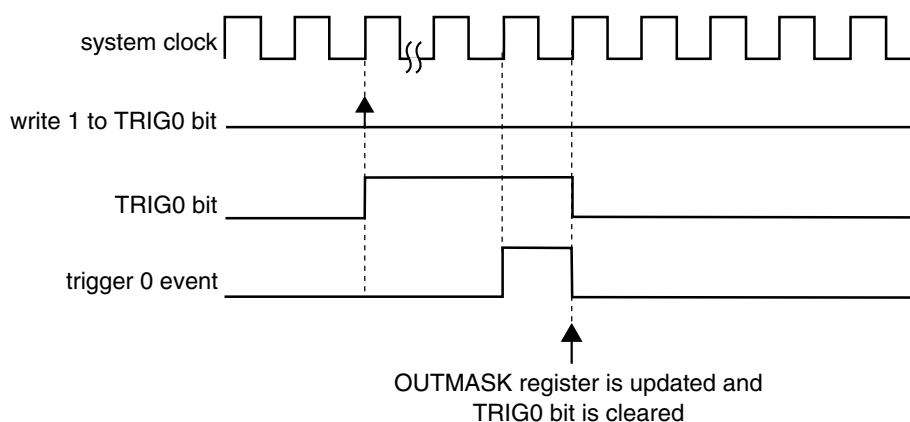 system clock
write 1 to TRIG0 bit
TRIG0 bit
trigger 0 event
OUTMASK register is updated and
TRIG0 bit is cleared